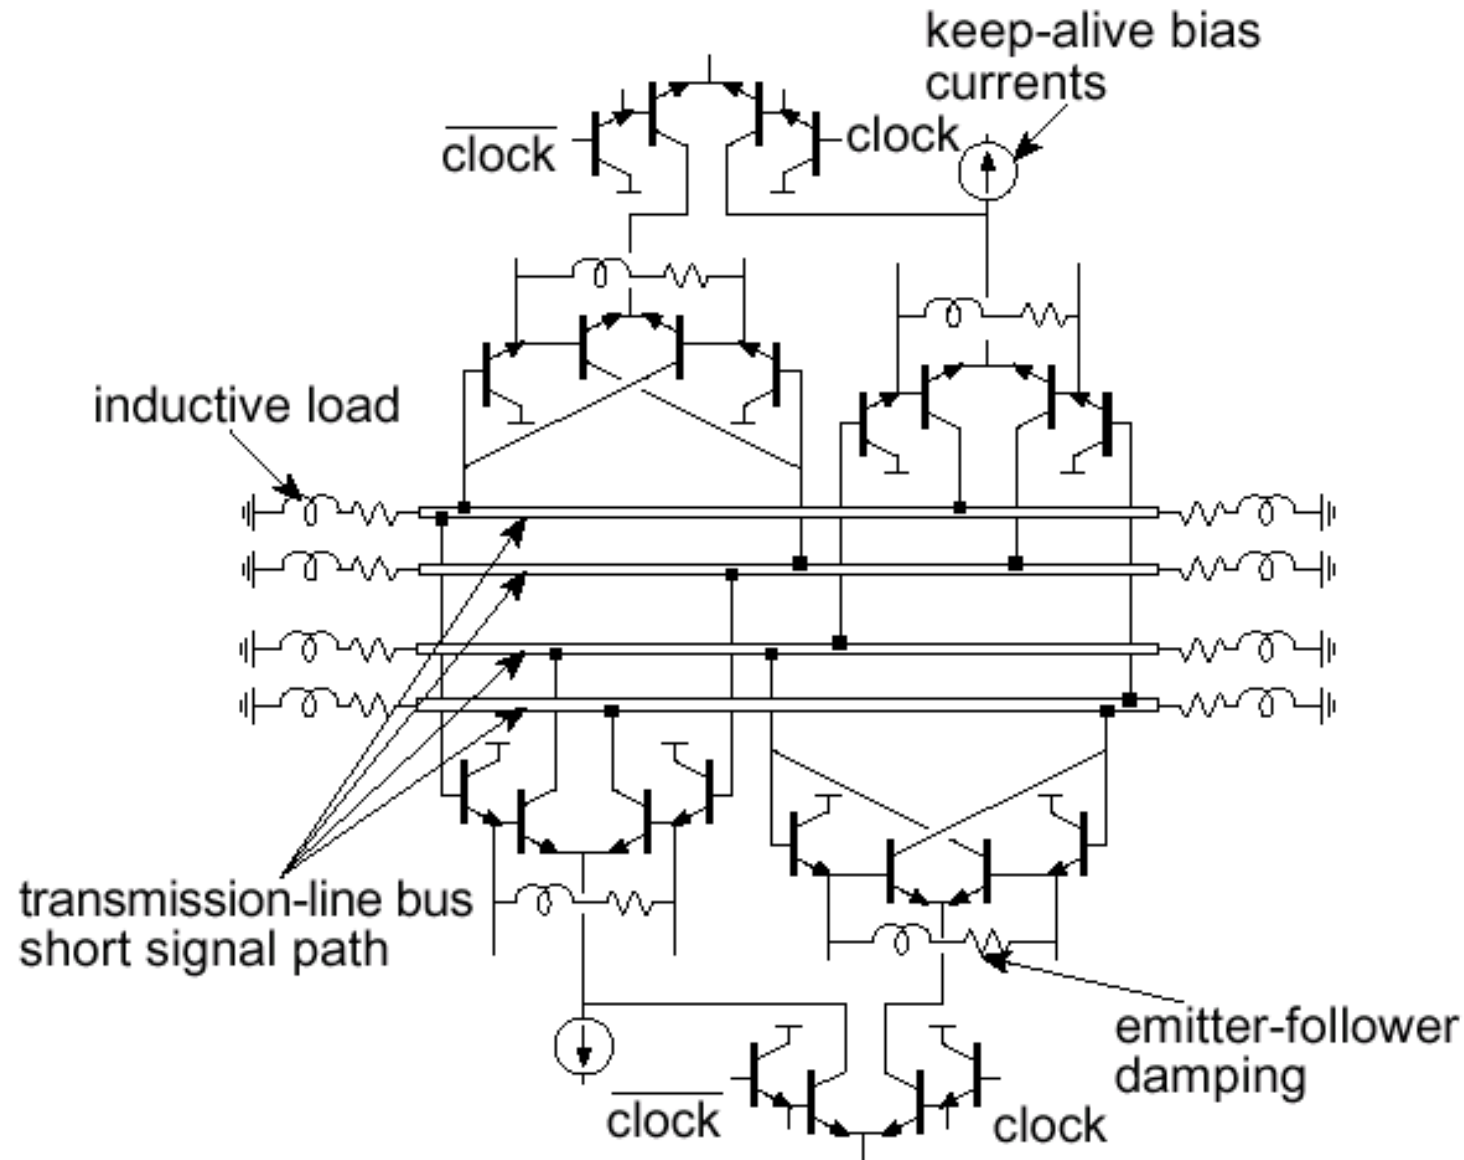 keep-alive bias
currents
clock
clock
inductive load
transmission-line bus
short signal path
emitter-follower
damping
clock
clock